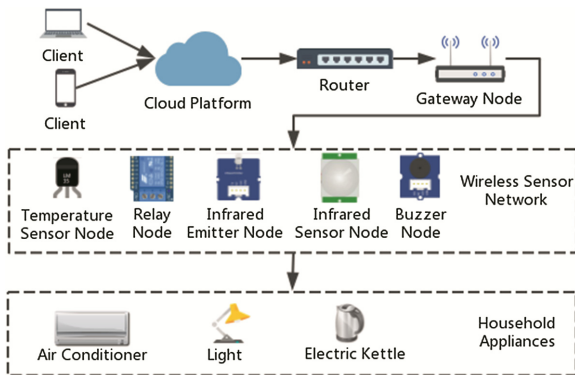 Client
Client
Cloud Platform
Router
Gateway Node
Temperature
Sensor Node
Relay
Node
Infrared
Emitter Node
Infrared
Sensor Node
Buzzer
Node
Wireless Sensor
Network
Air Conditioner
Light
Electric Kettle
Household
Appliances